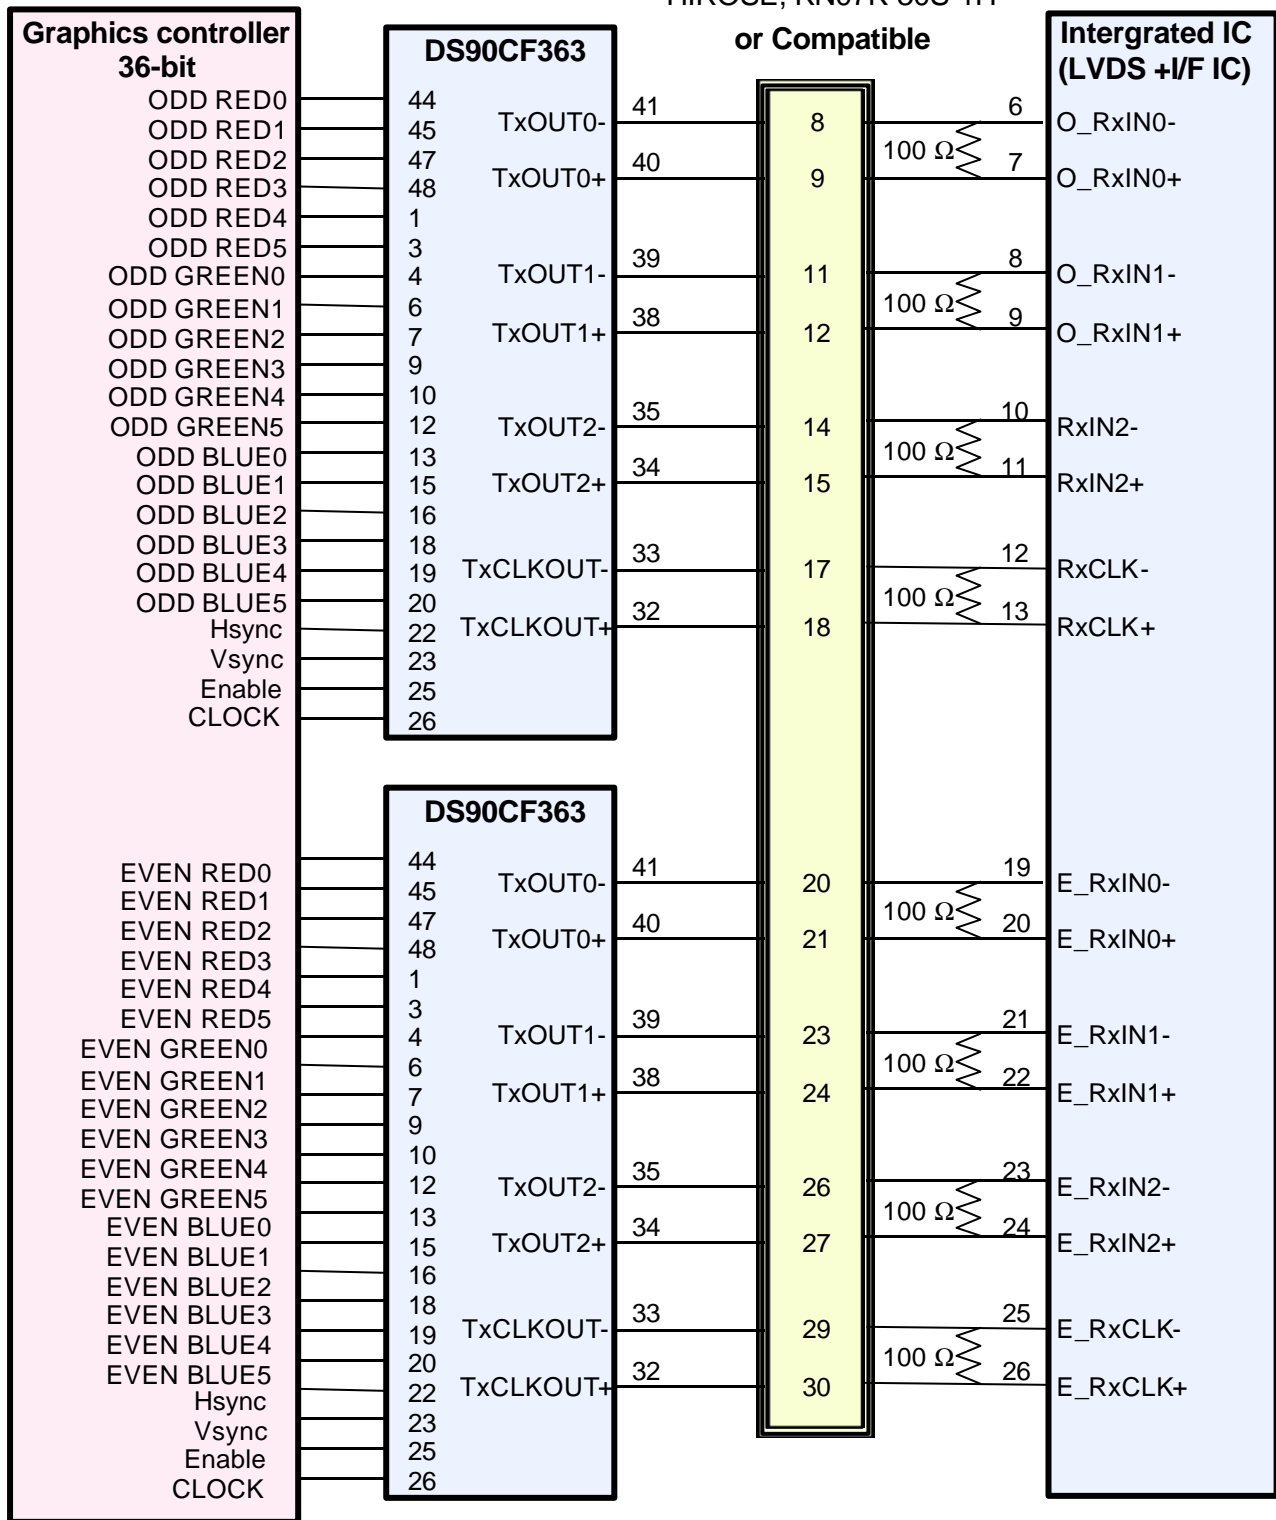 Graphics controller
36-bit
ODD RED0
ODD RED1
ODD RED2
ODD RED3
ODD RED4
ODD RED5
ODD GREEN0
ODD GREEN1
ODD GREEN2
ODD GREEN3
ODD GREEN4
ODD GREEN5
ODD BLUE0
ODD BLUE1
ODD BLUE2
ODD BLUE3
ODD BLUE4
ODD BLUE5
Hsync
Vsync
Enable
CLOCK
EVEN RED0
EVEN RED1
EVEN RED2
EVEN RED3
EVEN RED4
EVEN RED5
EVEN GREEN0
EVEN GREEN1
EVEN GREEN2
EVEN GREEN3
EVEN GREEN4
EVEN GREEN5
EVEN BLUE0
EVEN BLUE1
EVEN BLUE2
EVEN BLUE3
EVEN BLUE4
EVEN BLUE5
Hsync
Vsync
Enable
CLOCK
DS90CF363
44
45
47
48
1
3
4
6
7
9
10
12
13
15
16
18
19
20
22
23
25
26
TxOUT0- 41
TxOUT0+ 40
TxOUT1- 39
TxOUT1+ 38
TxOUT2- 35
TxOUT2+ 34
TxCLKOUT- 33
TxCLKOUT+ 32
DS90CF363
44
45
47
48
1
3
4
6
7
9
10
12
13
15
16
18
19
20
22
23
25
26
TxOUT0- 41
TxOUT0+ 40
TxOUT1- 39
TxOUT1+ 38
TxOUT2- 35
TxOUT2+ 34
TxCLKOUT- 33
TxCLKOUT+ 32
or Compatible
8
9
11
12
14
15
17
18
20
21
23
24
26
27
29
30
Intergrated IC
(LVDS +I/F IC)
6 O_RxIN0-
100 Ω
7 O_RxIN0+
8 O_RxIN1-
100 Ω
9 O_RxIN1+
10 RxIN2-
100 Ω
11 RxIN2+
12 RxCLK-
100 Ω
13 RxCLK+
19 E_RxIN0-
100 Ω
20 E_RxIN0+
21 E_RxIN1-
100 Ω
22 E_RxIN1+
23 E_RxIN2-
100 Ω
24 E_RxIN2+
25 E_RxCLK-
100 Ω
26 E_RxCLK+